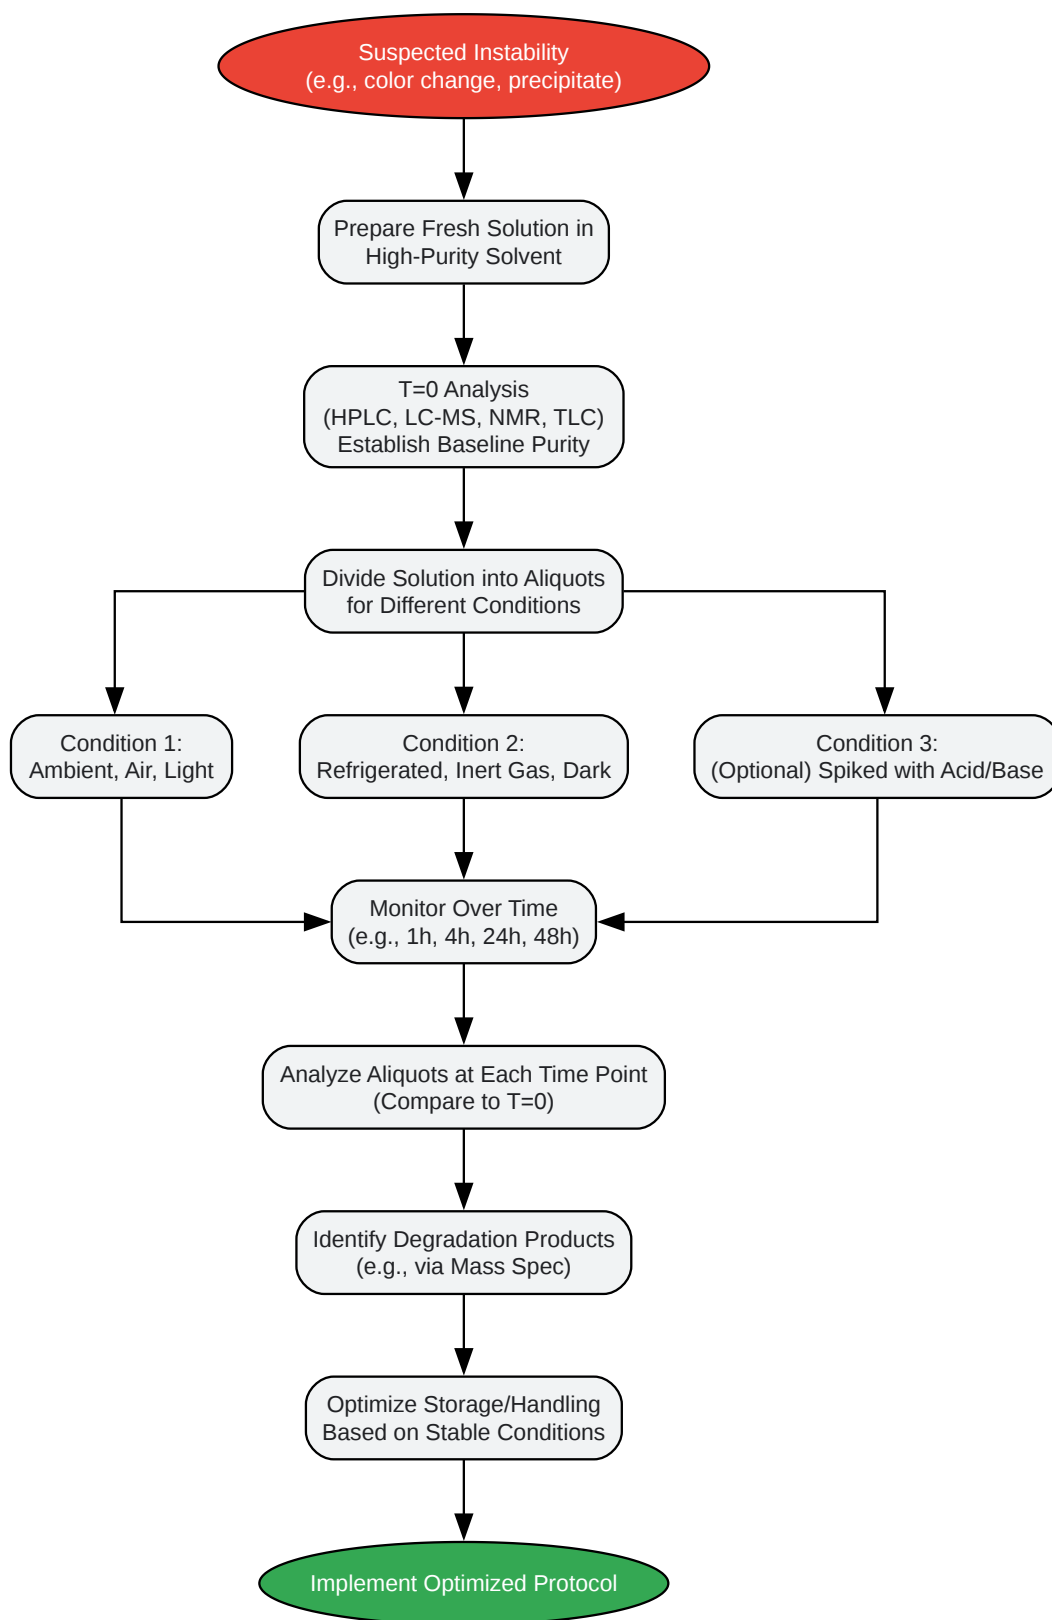 Suspected Instability
(e.g., color change, precipitate)
Prepare Fresh Solution in
High-Purity Solvent
T=0 Analysis
(HPLC, LC-MS, NMR, TLC)
Establish Baseline Purity
Divide Solution into Aliquots
for Different Conditions
Condition 1:
Ambient, Air, Light
Condition 2:
Refrigerated, Inert Gas, Dark
Condition 3:
(Optional) Spiked with Acid/Base
Monitor Over Time
(e.g., 1h, 4h, 24h, 48h)
Analyze Aliquots at Each Time Point
(Compare to T=0)
Identify Degradation Products
(e.g., via Mass Spec)
Optimize Storage/Handling
Based on Stable Conditions
Implement Optimized Protocol